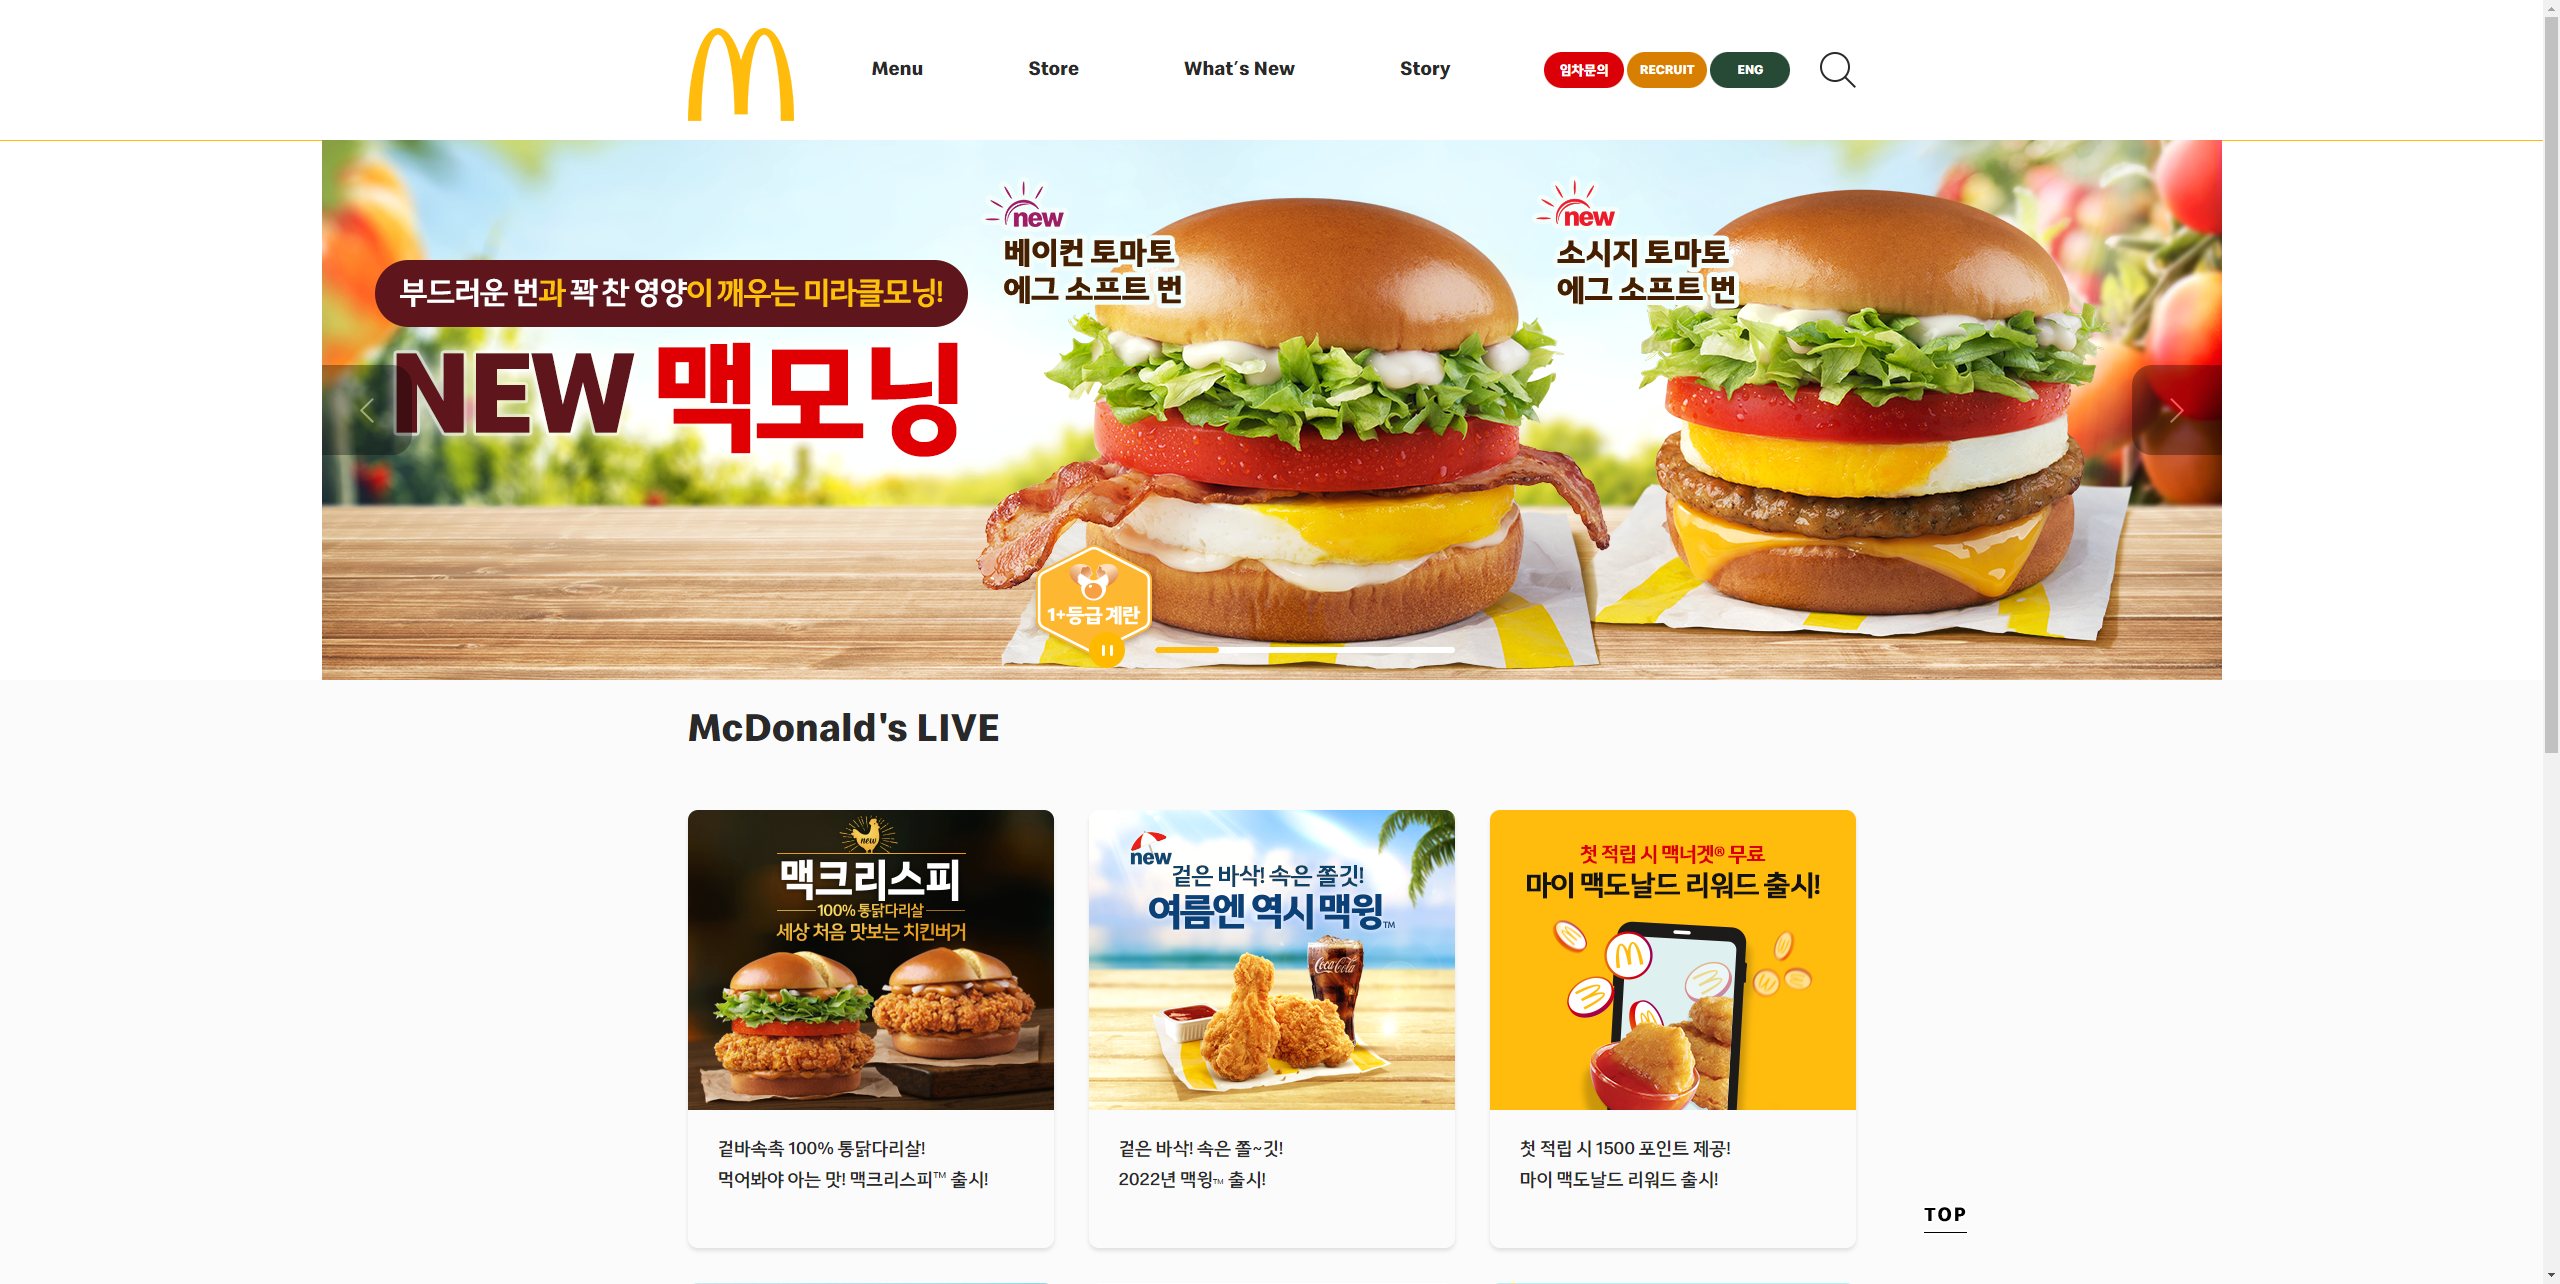 Menu
Store
What´s New
Story
임차문의
RECRUIT
ENG
부드러운 번과 꽉 찬 영양이 깨우는 미라클모닝!
NEW 맥모닝
new
베이컨 토마토
에그 소프트 번
new
소시지 토마토
에그 소프트 번
1+등급 계란
McDonald's LIVE
new
맥크리스피
100% 통닭다리살
세상 처음 맛보는 치킨버거
겉바속촉 100% 통닭다리살!
먹어봐야 아는 맛! 맥크리스피™ 출시!
new
겉은 바삭! 속은 쫄깃!
여름엔 역시 맥윙™
Coca-Cola
겉은 바삭! 속은 쫄~깃!
2022년 맥윙™ 출시!
첫 적립 시 맥너겟® 무료
마이 맥도날드 리워드 출시!
첫 적립 시 1500 포인트 제공!
마이 맥도날드 리워드 출시!
TOP